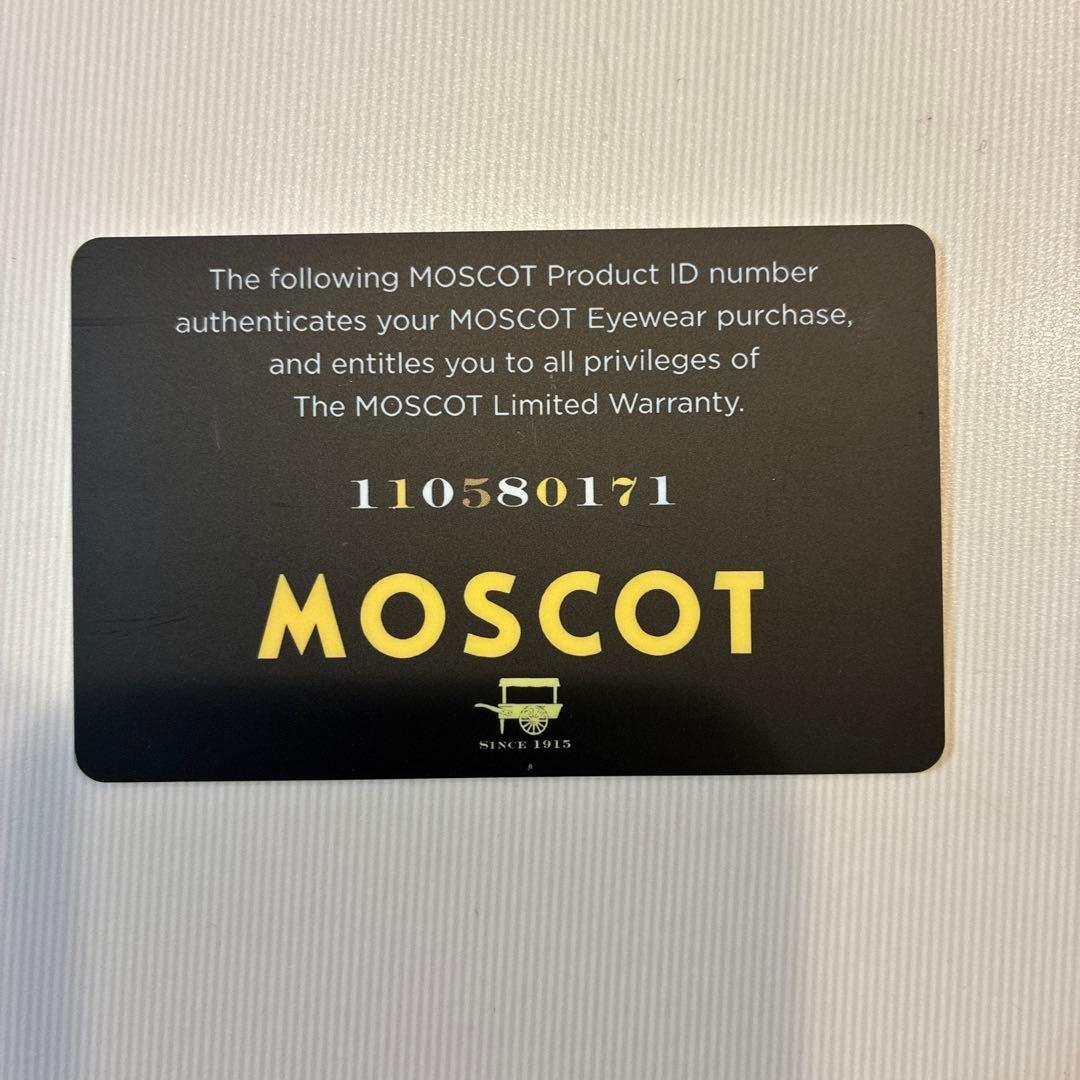 The following MOSCOT Product ID number
authenticates your MOSCOT Eyewear purchase,
and entitles you to all privileges of
The MOSCOT Limited Warranty.
110580171
MOSCOT
SINCE 1915